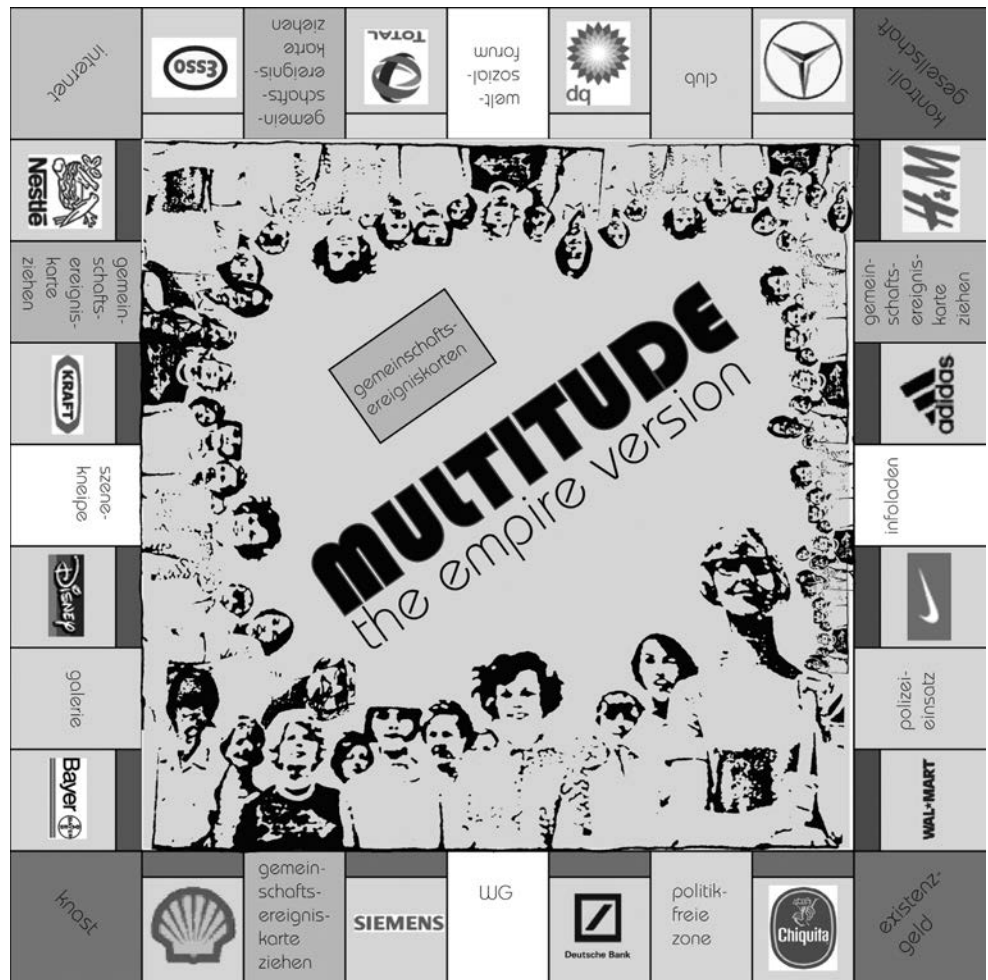 internet
Esso
gemein-
schafts-
ereignis-
karte
ziehen
TOTAL
welt-
sozial-
forum
bp
club
kontroll-
gesellschaft
Nestlé
H&M
gemein-
schafts-
ereignis-
karte
ziehen
gemein-
schafts-
ereignis-
karte
ziehen
gemeinschafts-
ereigniskarten
MULTITUDE
the empire version
KRAFT
adidas
szene-
kneipe
infoladen
DISNEY
galerie
polizei-
einsatz
Bayer
BAYER
WAL★MART
knast
gemein-
schafts-
ereignis-
karte
ziehen
SIEMENS
WG
Deutsche Bank
politik-
freie
zone
Chiquita
existenz-
geld